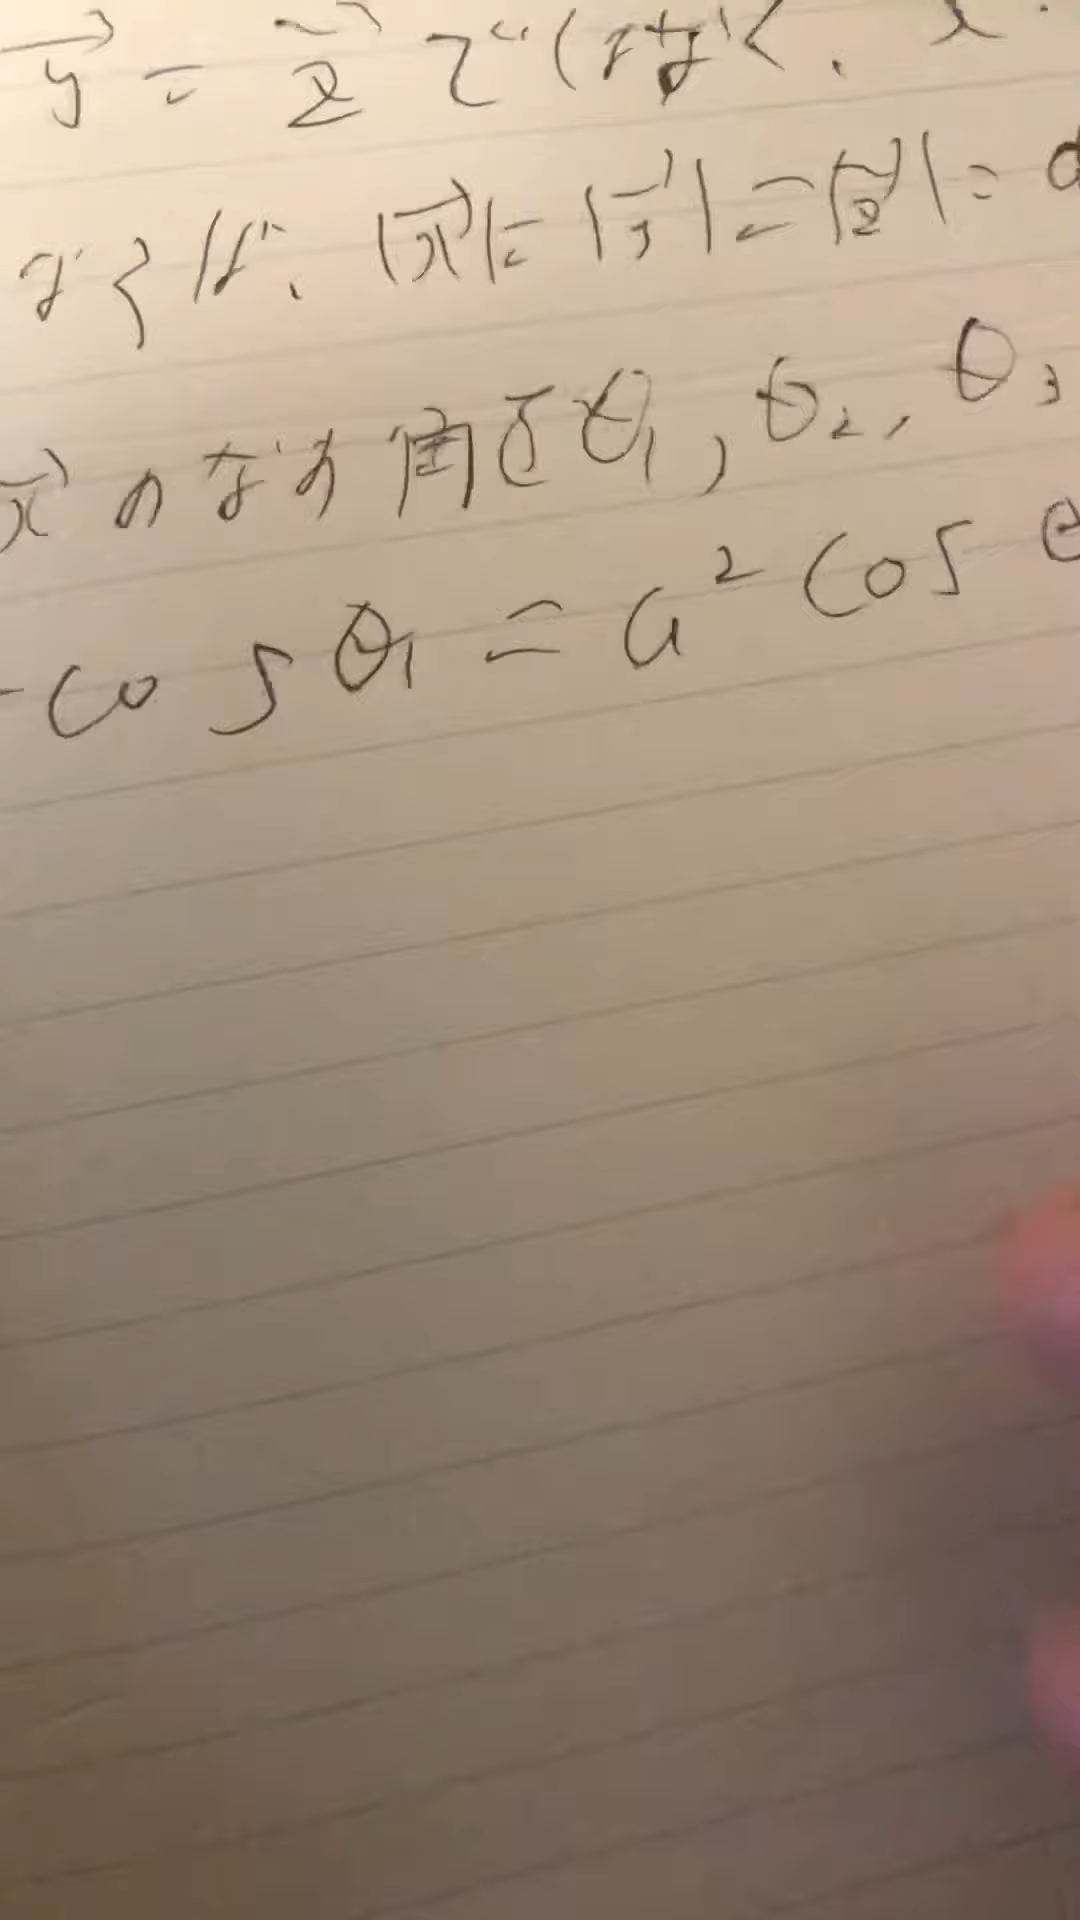 y⃗ = z⃗ ではなく、
なくば、|x⃗| = |y⃗| = |z⃗| = a
x⃗ のなす角をθ₁, θ₂, θ₃
cos θ₁ = a² cos θ